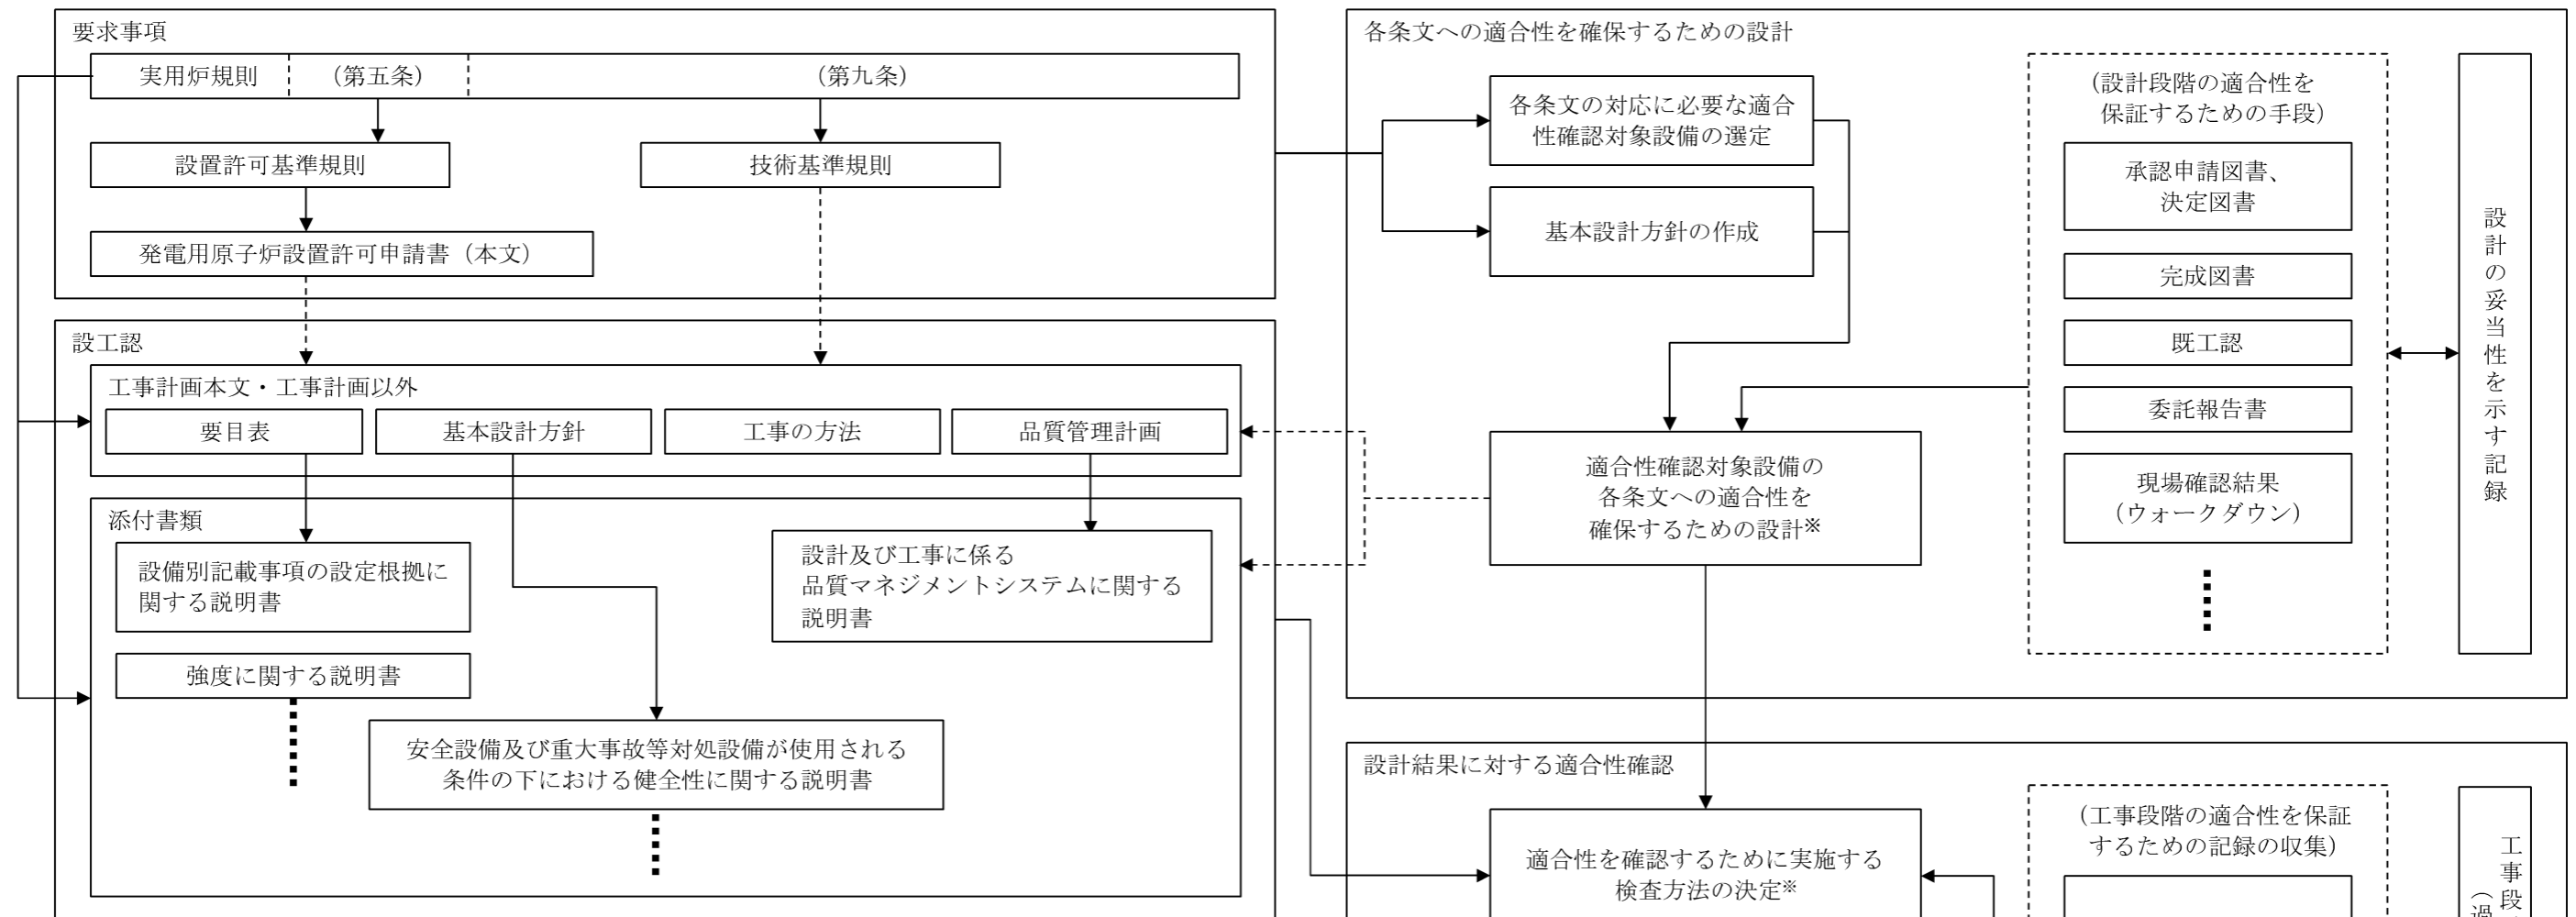 要求事項
実用炉規則
(第五条)
(第九条)
設置許可基準規則
技術基準規則
発電用原子炉設置許可申請書（本文）
設工認
工事計画本文・工事計画以外
要目表
基本設計方針
工事の方法
品質管理計画
添付書類
設備別記載事項の設定根拠に
関する説明書
設計及び工事に係る
品質マネジメントシステムに関する
説明書
強度に関する説明書
安全設備及び重大事故等対処設備が使用される
条件の下における健全性に関する説明書
各条文への適合性を確保するための設計
各条文の対応に必要な適合
性確認対象設備の選定
基本設計方針の作成
適合性確認対象設備の
各条文への適合性を
確保するための設計※
(設計段階の適合性を
保証するための手段)
承認申請図書、
決定図書
完成図書
既工認
委託報告書
現場確認結果
（ウォークダウン）
設計の妥当性を示す記録
設計結果に対する適合性確認
適合性を確認するために実施する
検査方法の決定※
(工事段階の適合性を保証
するための記録の収集)
工事段
（過